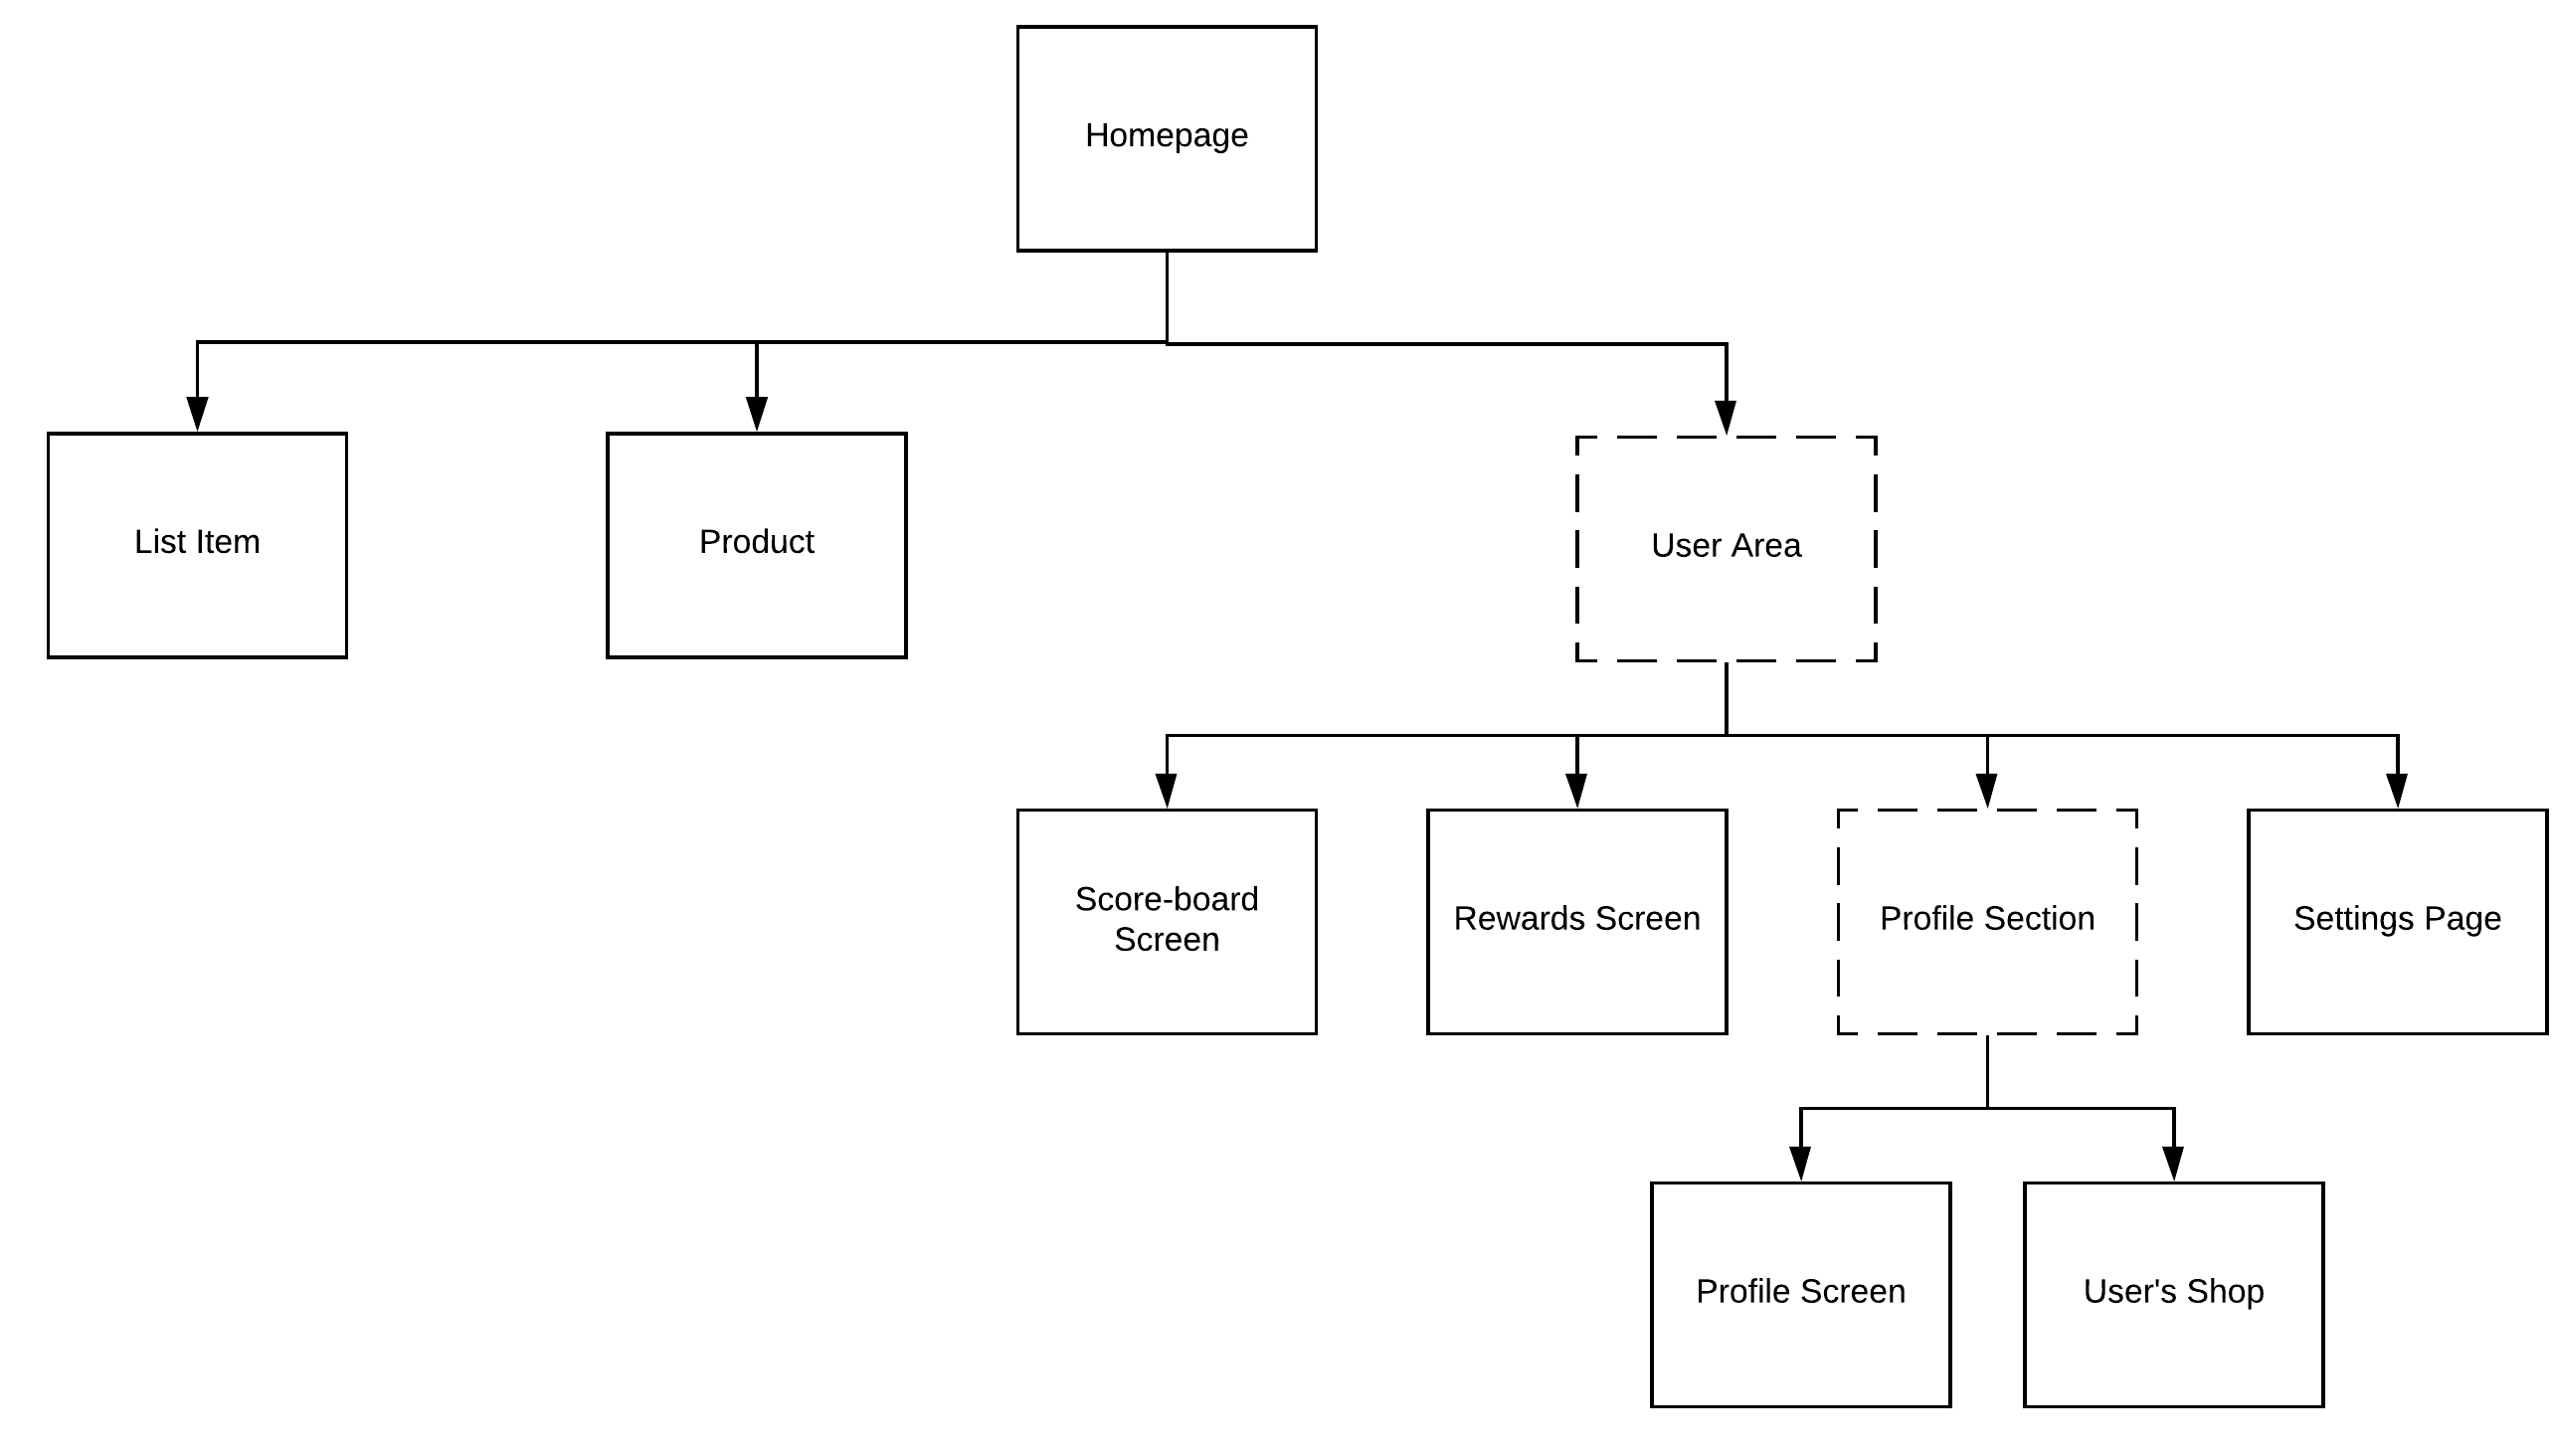 Homepage
List Item
Product
User Area
Score-board
Screen
Rewards Screen
Profile Section
Settings Page
Profile Screen
User's Shop